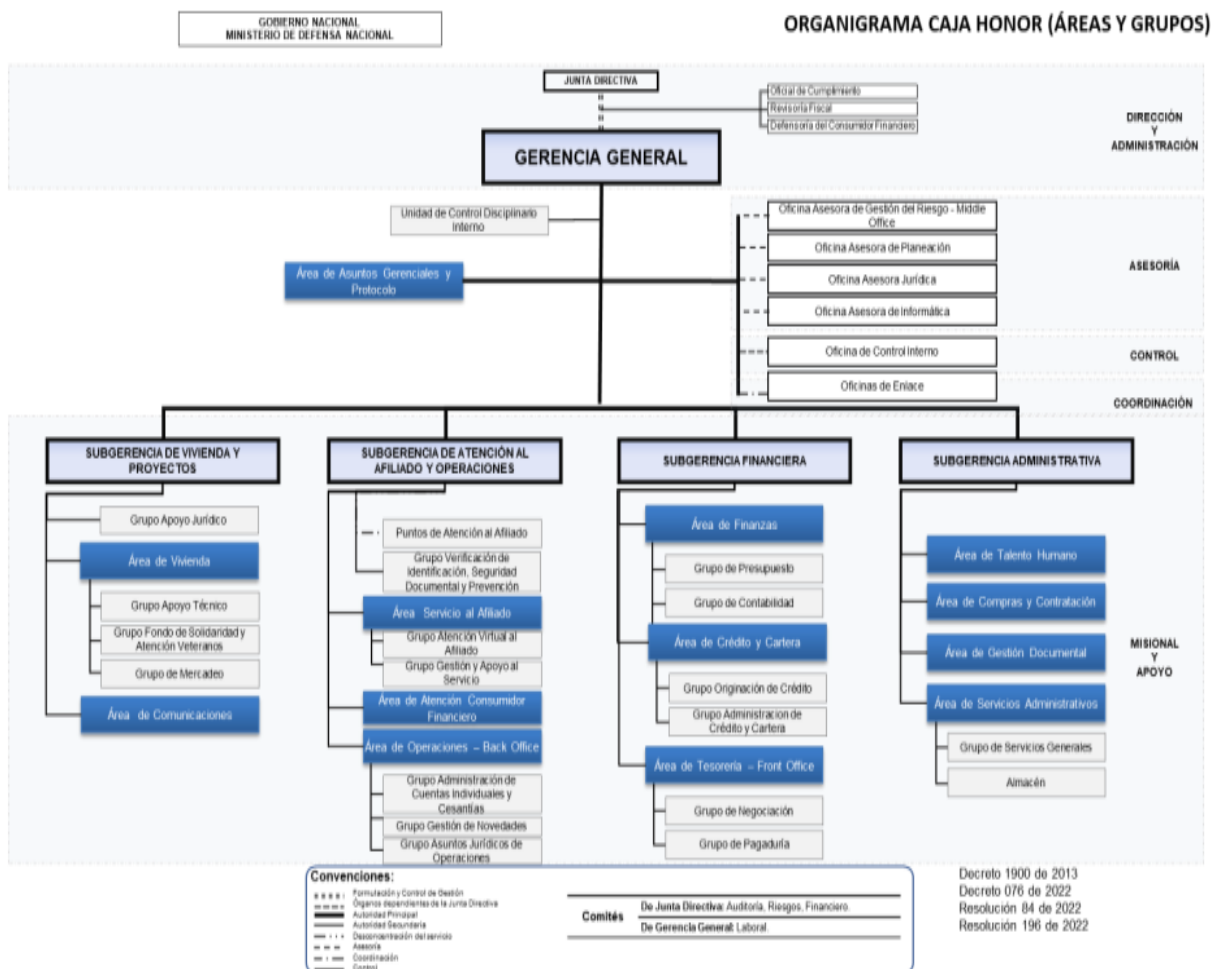 GOBIERNO NACIONAL
MINISTERIO DE DEFENSA NACIONAL
ORGANIGRAMA CAJA HONOR (ÁREAS Y GRUPOS)
JUNTA DIRECTIVA
Oficial de Cumplimiento
Revisoría Fiscal
Defensoría del Consumidor Financiero
DIRECCIÓN
Y
ADMINISTRACIÓN
GERENCIA GENERAL
Unidad de Control Disciplinario
Interno
Área de Asuntos Gerenciales y
Protocolo
Oficina Asesora de Gestión del Riesgo - Middle
Office
Oficina Asesora de Planeación
Oficina Asesora Jurídica
Oficina Asesora de Informática
ASESORÍA
Oficina de Control Interno
CONTROL
Oficinas de Enlace
COORDINACIÓN
SUBGERENCIA DE VIVIENDA Y
PROYECTOS
Grupo Apoyo Jurídico
Área de Vivienda
Grupo Apoyo Técnico
Grupo Fondo de Solidaridad y
Atención Veteranos
Grupo de Mercadeo
Área de Comunicaciones
SUBGERENCIA DE ATENCIÓN AL
AFILIADO Y OPERACIONES
Puntos de Atención al Afiliado
Grupo Verificación de
Identificación, Seguridad
Documental y Prevención
Área Servicio al Afiliado
Grupo Atención Virtual al
Afiliado
Grupo Gestión y Apoyo al
Servicio
Área de Atención Consumidor
Financiero
Área de Operaciones – Back Office
Grupo Administración de
Cuentas Individuales y
Cesantías
Grupo Gestión de Novedades
Grupo Asuntos Jurídicos de
Operaciones
SUBGERENCIA FINANCIERA
Área de Finanzas
Grupo de Presupuesto
Grupo de Contabilidad
Área de Crédito y Cartera
Grupo Originación de Crédito
Grupo Administracion de
Crédito y Cartera
Área de Tesorería – Front Office
Grupo de Negociación
Grupo de Pagaduría
SUBGERENCIA ADMINISTRATIVA
Área de Talento Humano
Área de Compras y Contratación
Área de Gestión Documental
Área de Servicios Administrativos
Grupo de Servicios Generales
Almacén
MISIONAL
Y
APOYO
Convenciones:
Formulación y Control de Gestión
Órganos dependientes de la Junta Directiva
Autoridad Principal
Autoridad Secundaria
Desconcentración del servicio
Asesoría
Coordinación
Control
Comités
De Junta Directiva: Auditoría, Riesgos, Financiero.
De Gerencia General: Laboral.
Decreto 1900 de 2013
Decreto 076 de 2022
Resolución 84 de 2022
Resolución 196 de 2022